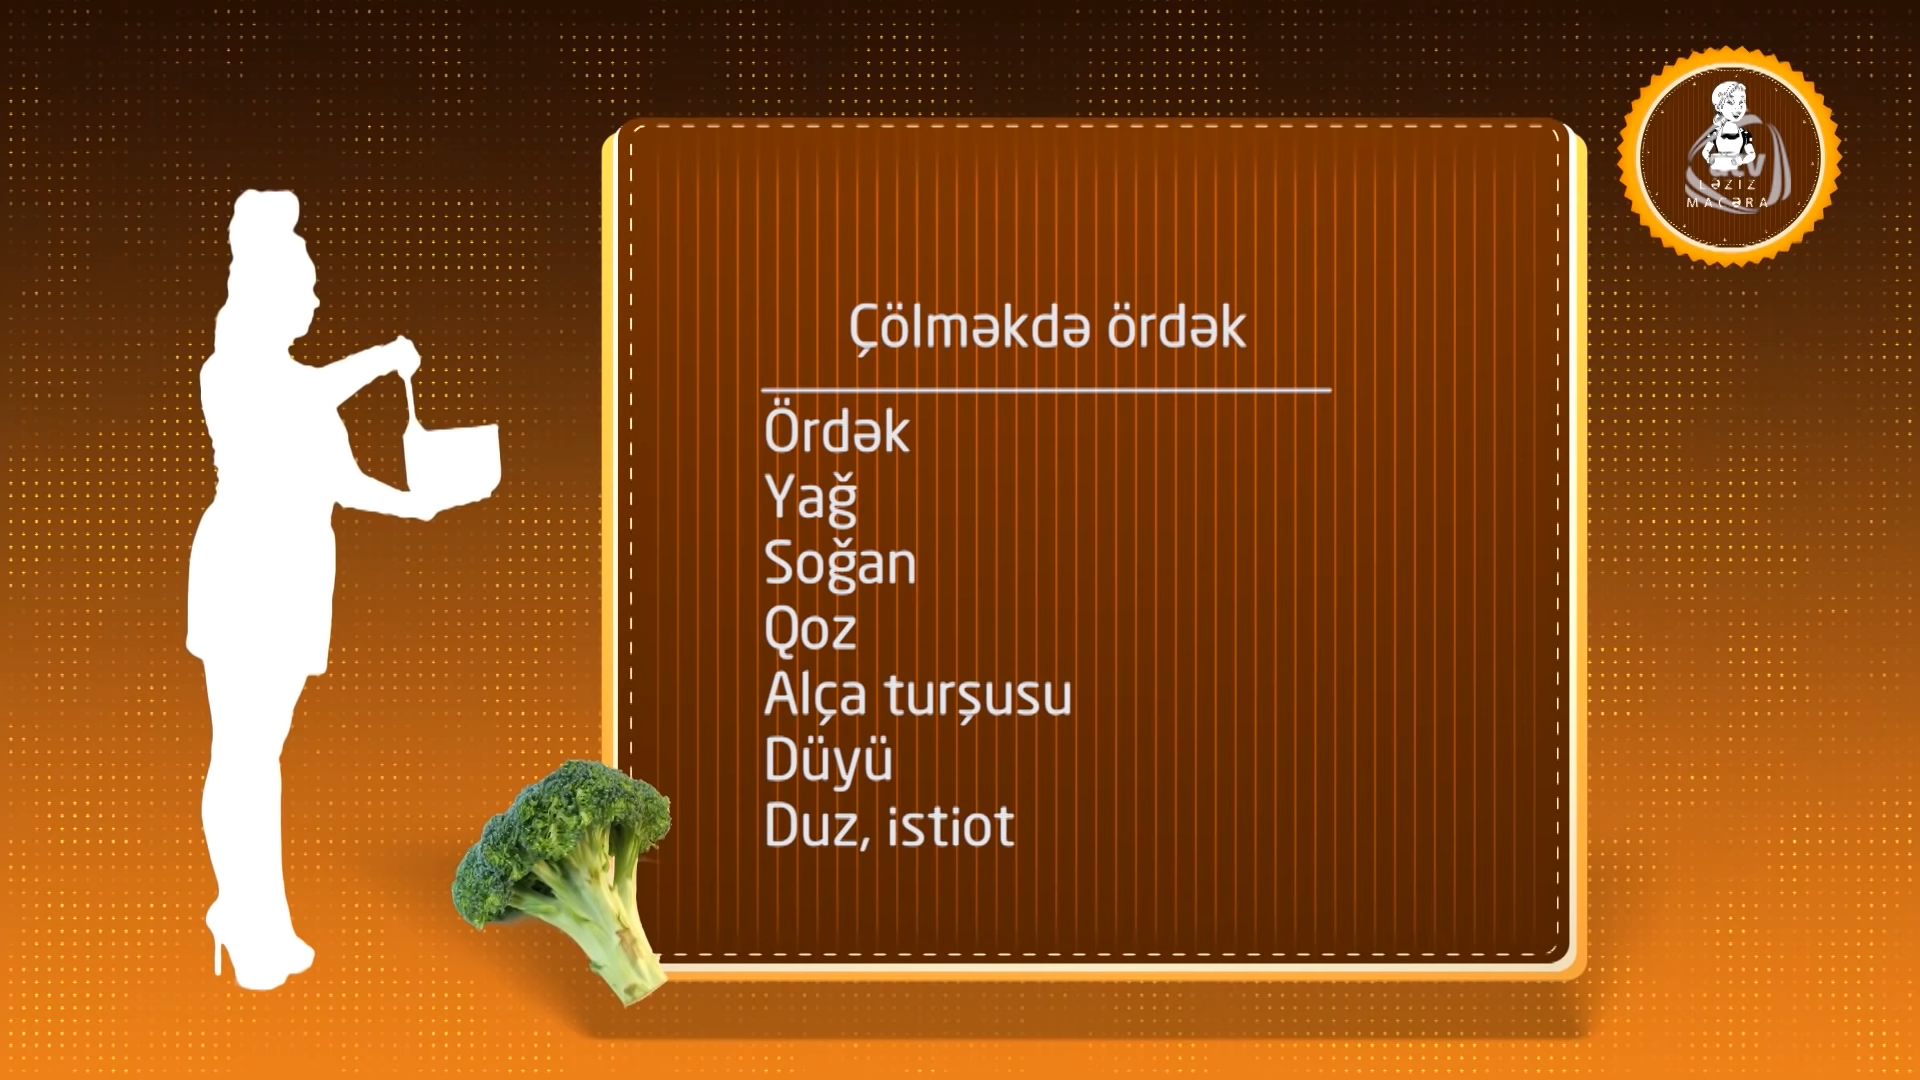 LƏZİZ
MACƏRA
Çölməkdə ördək
Ördək
Yağ
Soğan
Qoz
Alça turşusu
Düyü
Duz, istiot